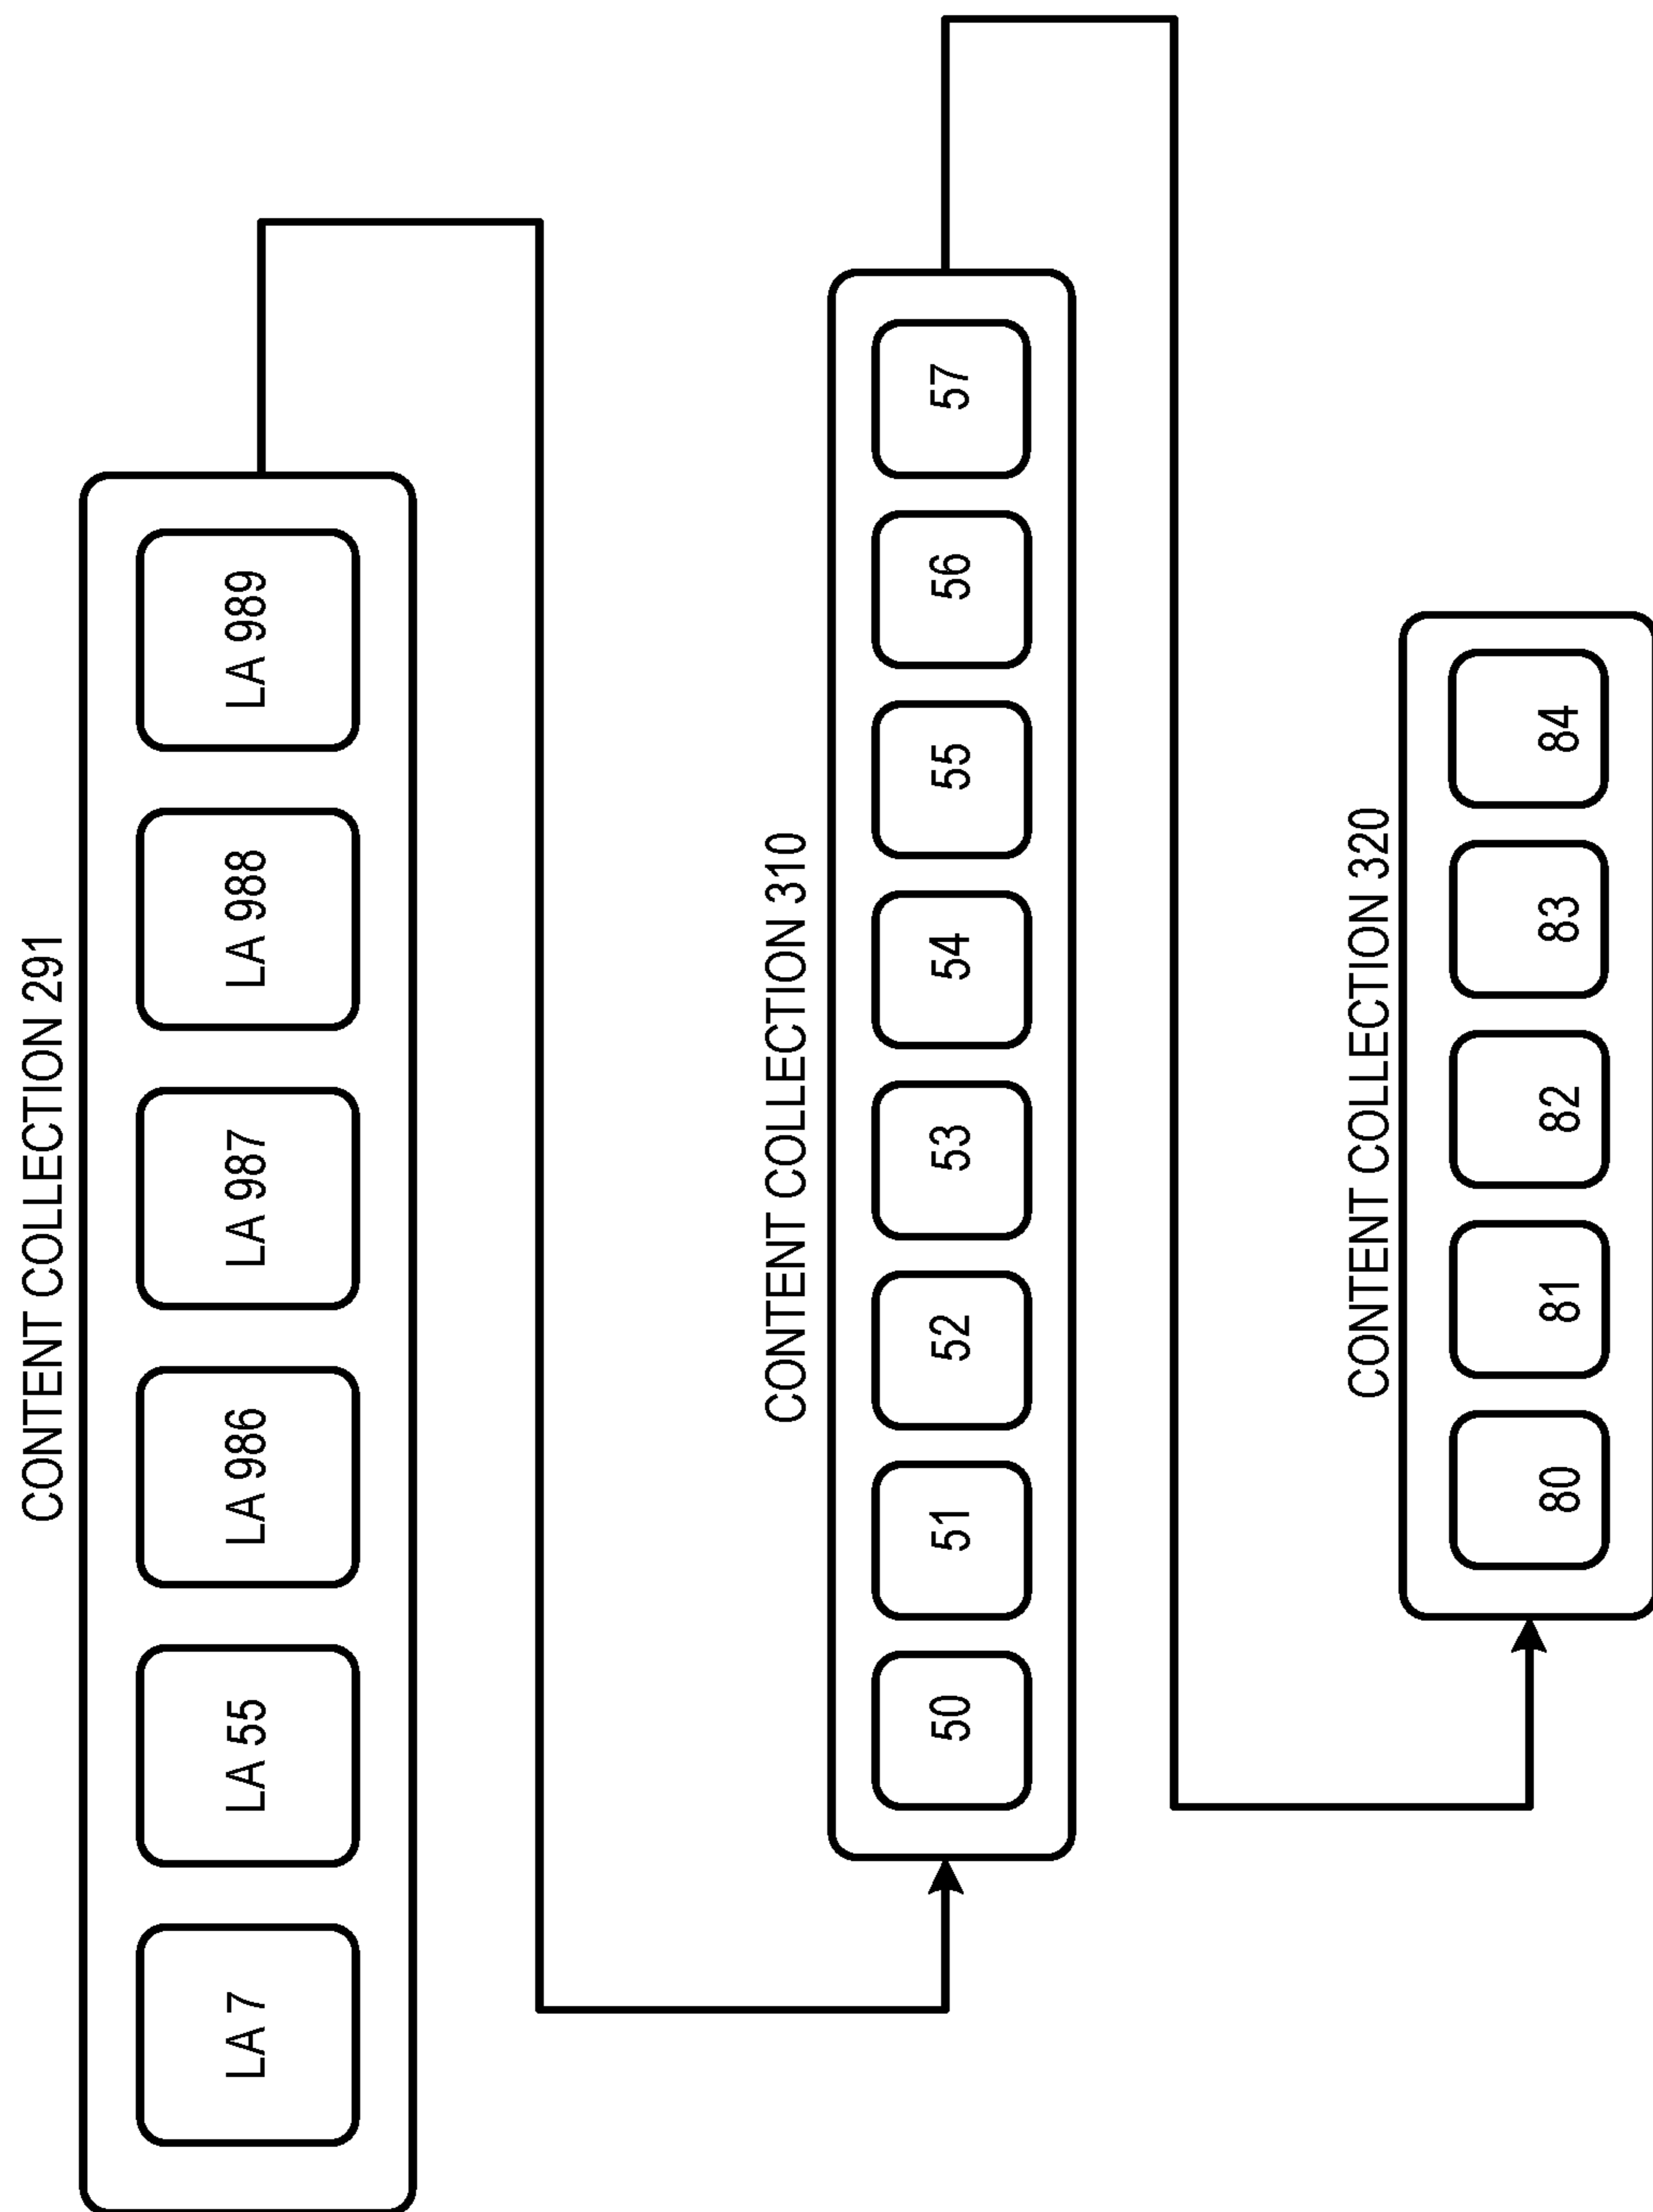 CONTENT COLLECTION 291
LA 7
LA 55
LA 986
LA 987
LA 988
LA 989
CONTENT COLLECTION 310
50
51
52
53
54
55
56
57
CONTENT COLLECTION 320
80
81
82
83
84